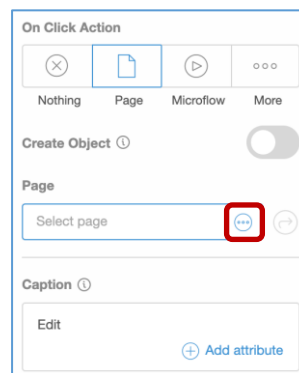 On Click Action
Nothing Page Microflow More
Create Object
Page
Select page
Caption
Edit
Add attribute